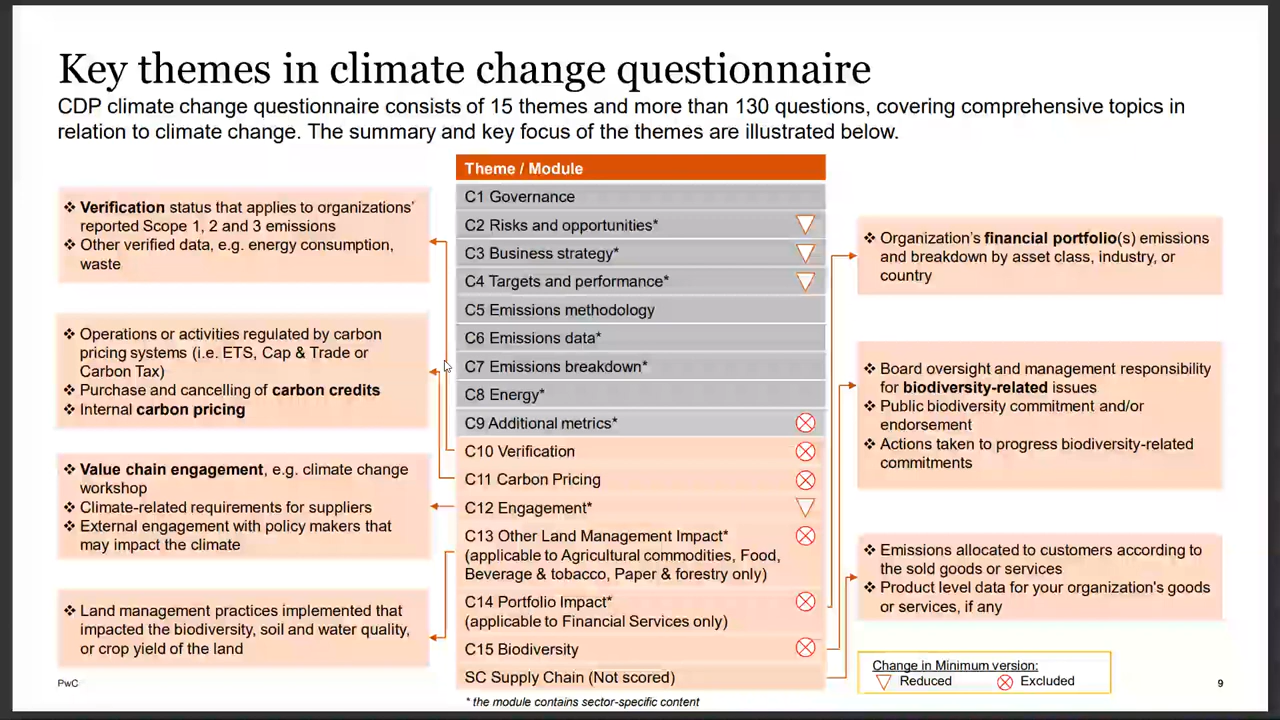 Key themes in climate change questionnaire
CDP climate change questionnaire consists of 15 themes and more than 130 questions, covering comprehensive topics in
relation to climate change. The summary and key focus of the themes are illustrated below.
❖ Verification status that applies to organizations'
reported Scope 1, 2 and 3 emissions
❖ Other verified data, e.g. energy consumption,
waste
❖ Operations or activities regulated by carbon
pricing systems (i.e. ETS, Cap & Trade or
Carbon Tax)
❖ Purchase and cancelling of carbon credits
❖ Internal carbon pricing
❖ Value chain engagement, e.g. climate change
workshop
❖ Climate-related requirements for suppliers
❖ External engagement with policy makers that
may impact the climate
❖ Land management practices implemented that
impacted the biodiversity, soil and water quality,
or crop yield of the land
Theme / Module
C1 Governance
C2 Risks and opportunities*
C3 Business strategy*
C4 Targets and performance*
C5 Emissions methodology
C6 Emissions data*
C7 Emissions breakdown*
C8 Energy*
C9 Additional metrics*
C10 Verification
C11 Carbon Pricing
C12 Engagement*
C13 Other Land Management Impact*
(applicable to Agricultural commodities, Food,
Beverage & tobacco, Paper & forestry only)
C14 Portfolio Impact*
(applicable to Financial Services only)
C15 Biodiversity
SC Supply Chain (Not scored)
* the module contains sector-specific content
❖ Organization's financial portfolio(s) emissions
and breakdown by asset class, industry, or
country
❖ Board oversight and management responsibility
for biodiversity-related issues
❖ Public biodiversity commitment and/or
endorsement
❖ Actions taken to progress biodiversity-related
commitments
❖ Emissions allocated to customers according to
the sold goods or services
❖ Product level data for your organization's goods
or services, if any
Change in Minimum version:
Reduced Excluded
PwC
9